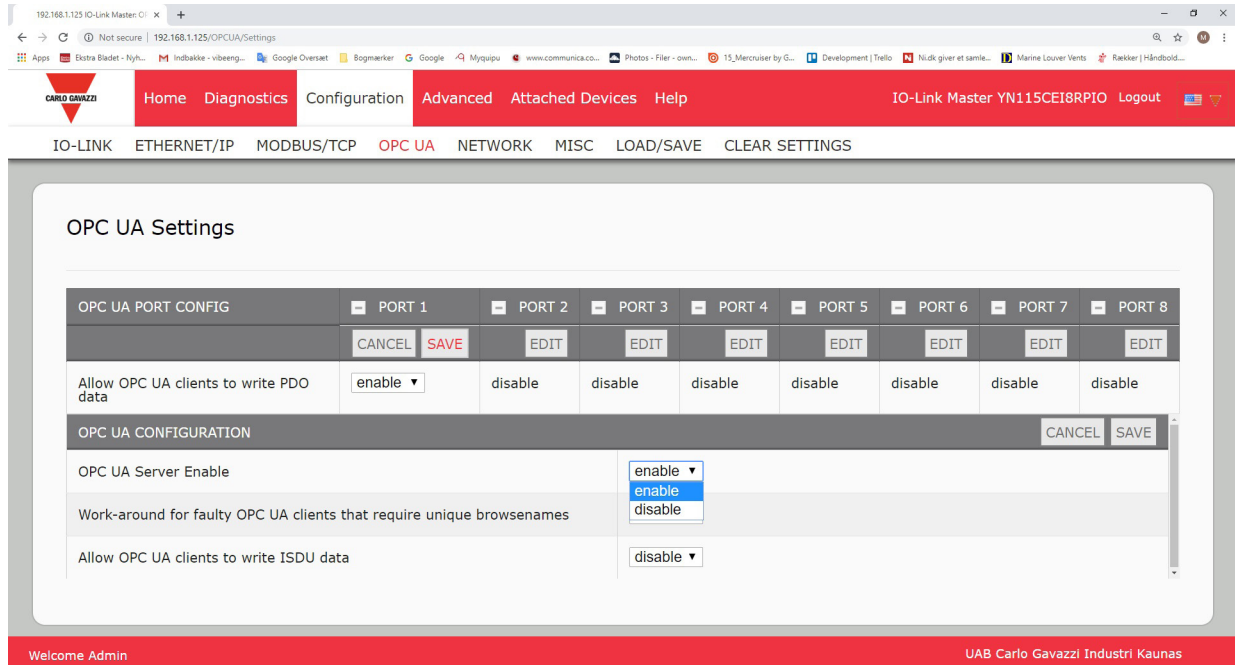 192.168.1.125 IO-Link Master: O
Not secure | 192.168.1.125/OPCUA/Settings
Apps Ekstra Bladet - Nyh... Indbakke - vibeeng... Google Oversæt Bogmærker Google Myquipu www.communica.co... Photos - Filer - own... 15_Mercruiser by G... Development | Trello Ni.dk giver et samle... Marine Louver Vents Rækker | Håndbold....
CARLO GAVAZZI Home Diagnostics Configuration Advanced Attached Devices Help IO-Link Master YN115CEI8RPIO Logout
IO-LINK ETHERNET/IP MODBUS/TCP OPC UA NETWORK MISC LOAD/SAVE CLEAR SETTINGS
OPC UA Settings
OPC UA PORT CONFIG PORT 1 PORT 2 PORT 3 PORT 4 PORT 5 PORT 6 PORT 7 PORT 8
CANCEL SAVE EDIT EDIT EDIT EDIT EDIT EDIT EDIT
Allow OPC UA clients to write PDO
data
enable disable disable disable disable disable disable disable
OPC UA CONFIGURATION CANCEL SAVE
OPC UA Server Enable enable
enable
disable
Work-around for faulty OPC UA clients that require unique browsenames
Allow OPC UA clients to write ISDU data disable
Welcome Admin UAB Carlo Gavazzi Industri Kaunas